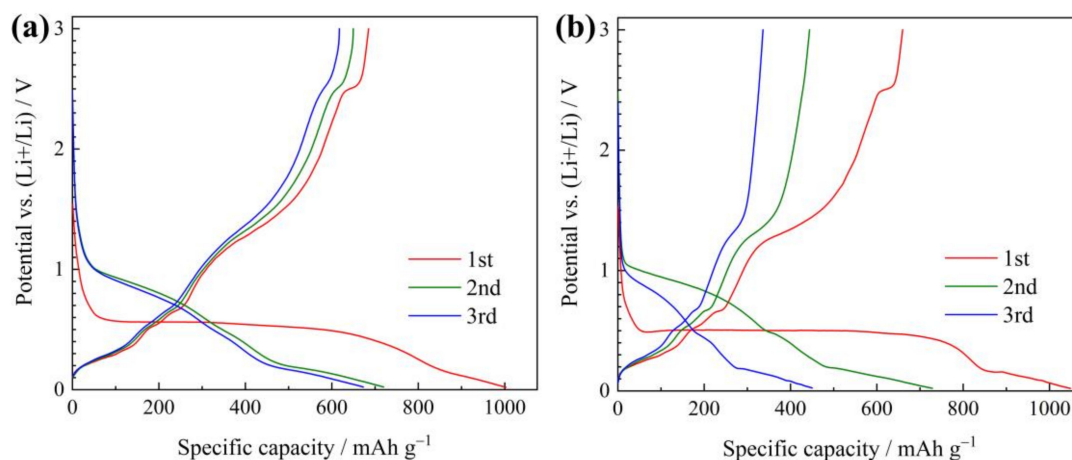 (a)
Potential vs. (Li+/Li) / V
3
2
1
0
0 200 400 600 800 1000
Specific capacity / mAh g⁻¹
1st
2nd
3rd
(b)
Potential vs. (Li+/Li) / V
3
2
1
0
0 200 400 600 800 1000
Specific capacity / mAh g⁻¹
1st
2nd
3rd